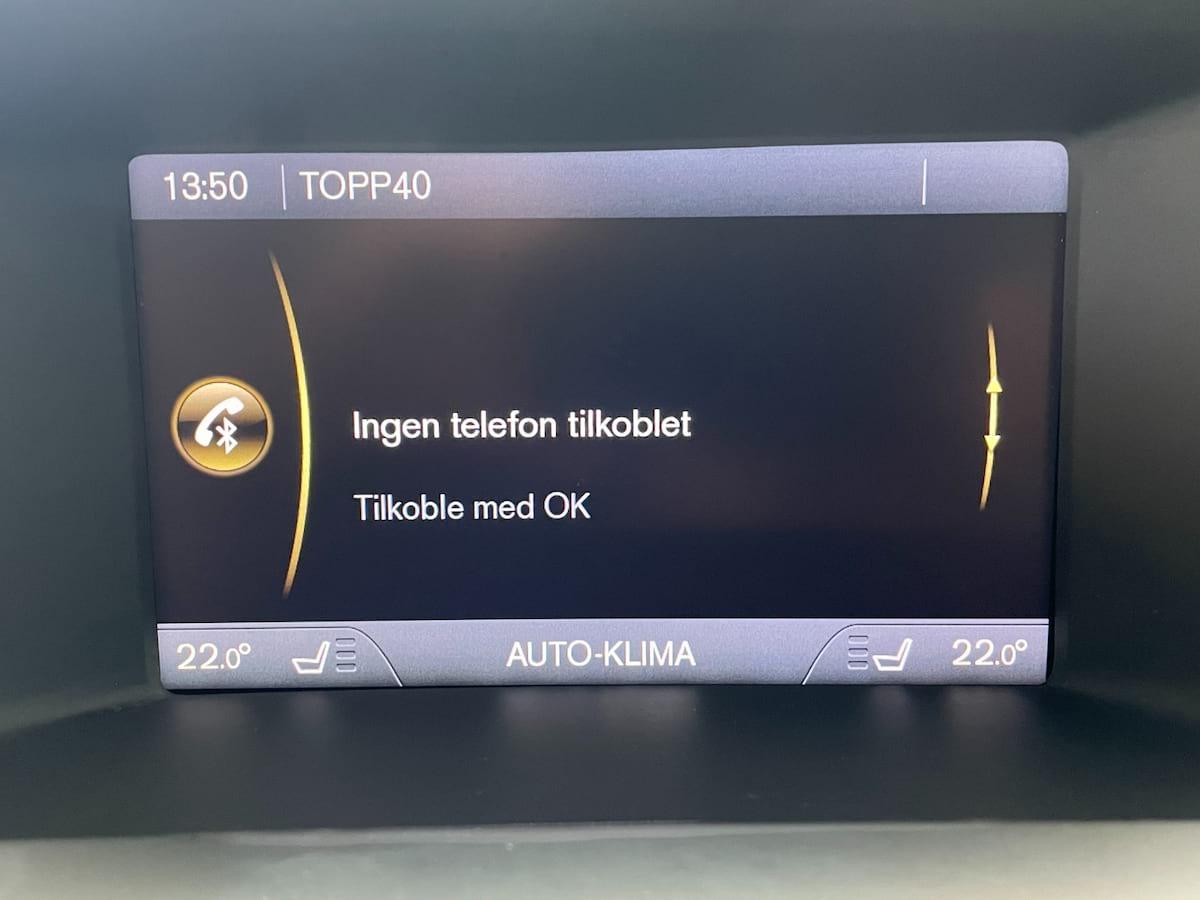 13:50 TOPP40
Ingen telefon tilkoblet
Tilkoble med OK
22.0° AUTO-KLIMA 22.0°